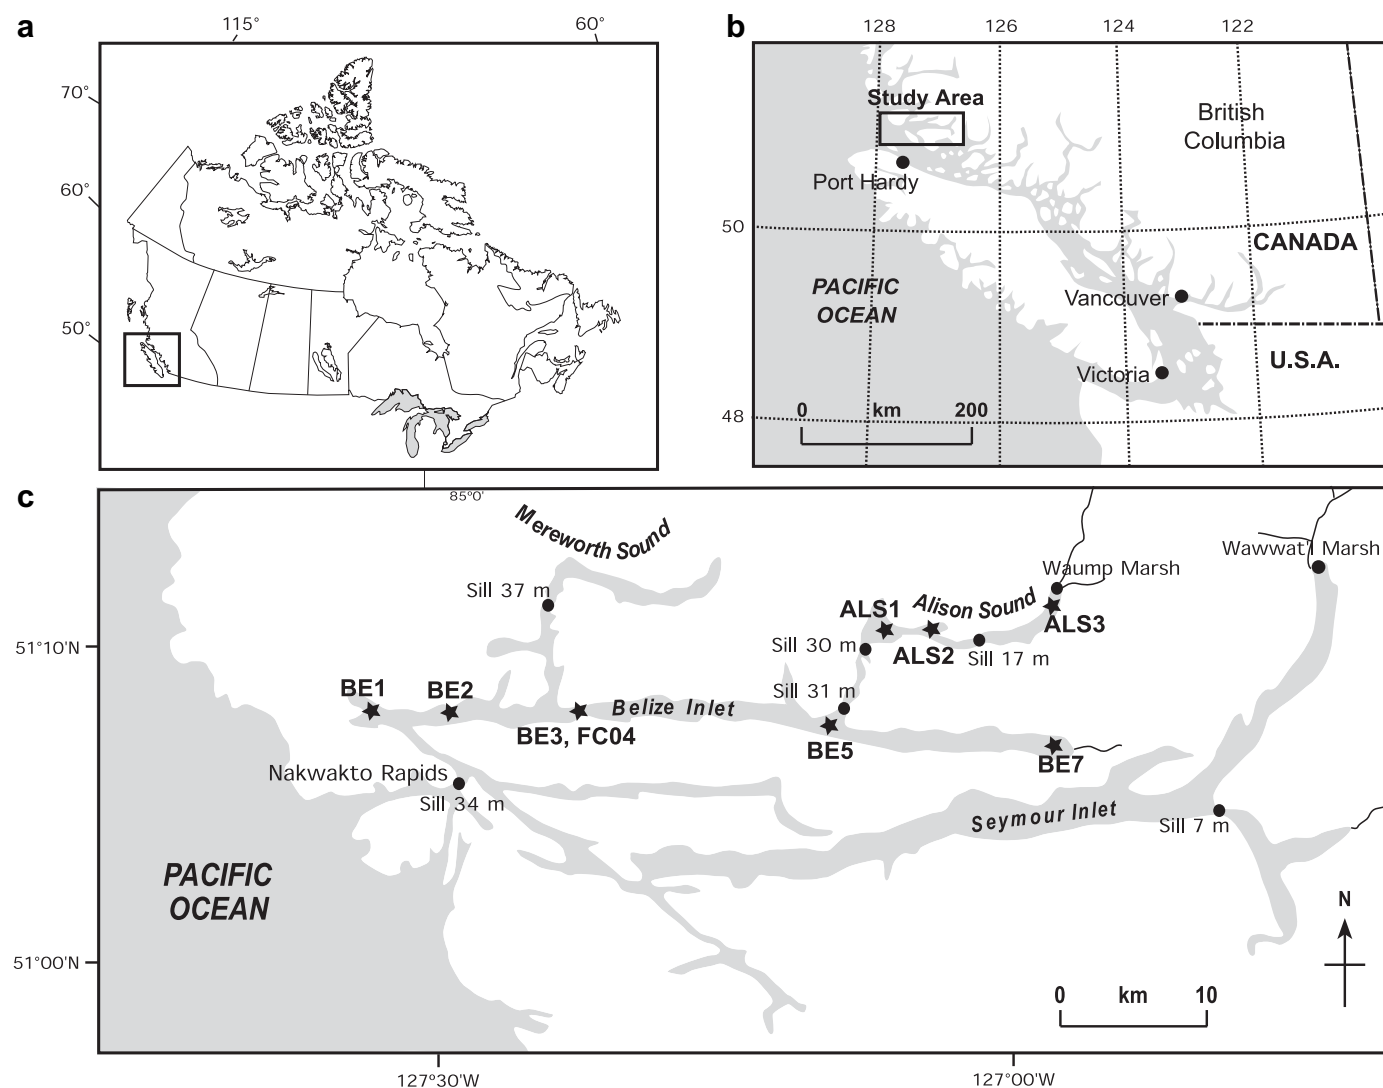 a
115°
60°
70°
60°
50°
85°0'
b
128
126
124
122
Study Area
British
Columbia
Port Hardy
50
CANADA
PACIFIC
OCEAN
Vancouver
U.S.A.
Victoria
0 km 200
48
c
Mereworth Sound
Wawwat'l Marsh
Waump Marsh
Sill 37 m
ALS1
Alison Sound
ALS3
51°10'N
Sill 30 m
ALS2
Sill 17 m
BE1
BE2
Sill 31 m
Belize Inlet
BE3, FC04
BE5
BE7
Nakwakto Rapids
Sill 34 m
Seymour Inlet
Sill 7 m
PACIFIC
OCEAN
N
51°00'N
0 km 10
127°30'W
127°00'W